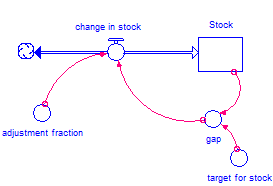 Stock
change in stock
adjustment fraction
gap
target for stock